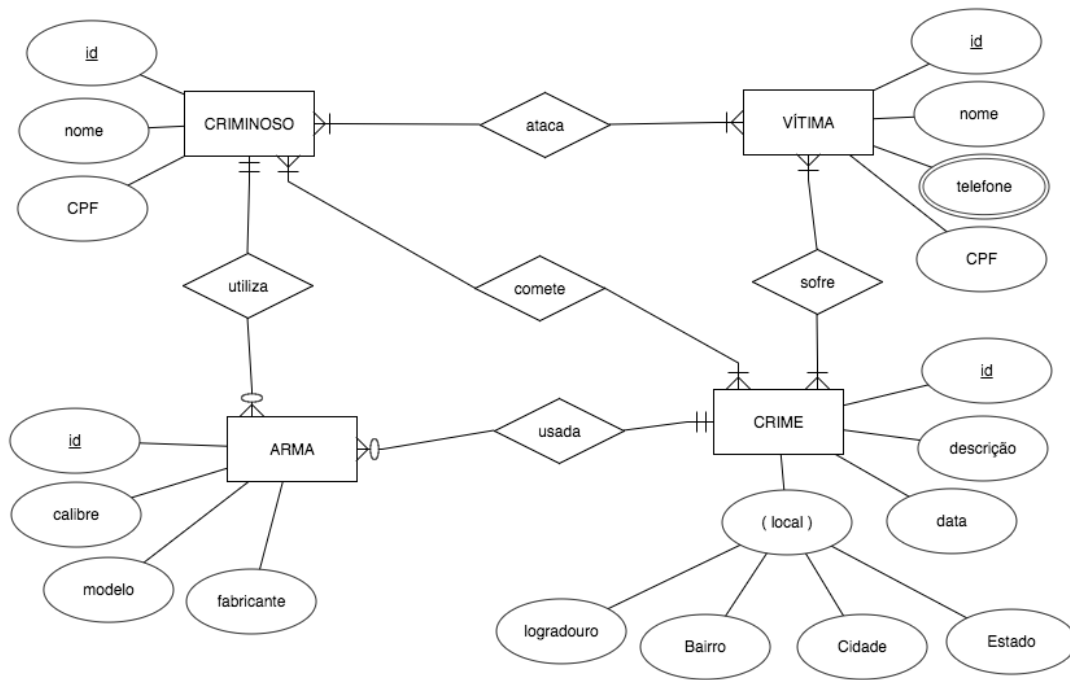 id
nome
CPF
CRIMINOSO
ataca
VÍTIMA
id
nome
telefone
CPF
utiliza
comete
sofre
id
calibre
modelo
fabricante
ARMA
usada
CRIME
id
descrição
data
( local )
logradouro
Bairro
Cidade
Estado